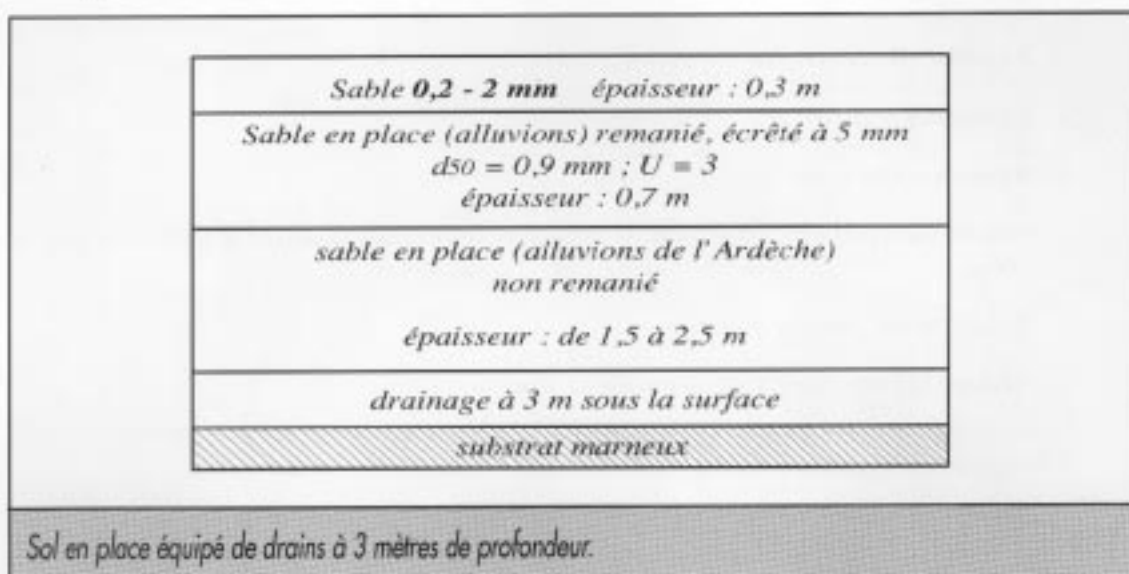 Sable 0,2 - 2 mm épaisseur : 0,3 m
Sable en place (alluvions) remanié, écrêté à 5 mm
d50 = 0,9 mm ; U = 3
épaisseur : 0,7 m
sable en place (alluvions de l'Ardèche)
non remanié
épaisseur : de 1,5 à 2,5 m
drainage à 3 m sous la surface
substrat marneux
Sol en place équipé de drains à 3 mètres de profondeur.